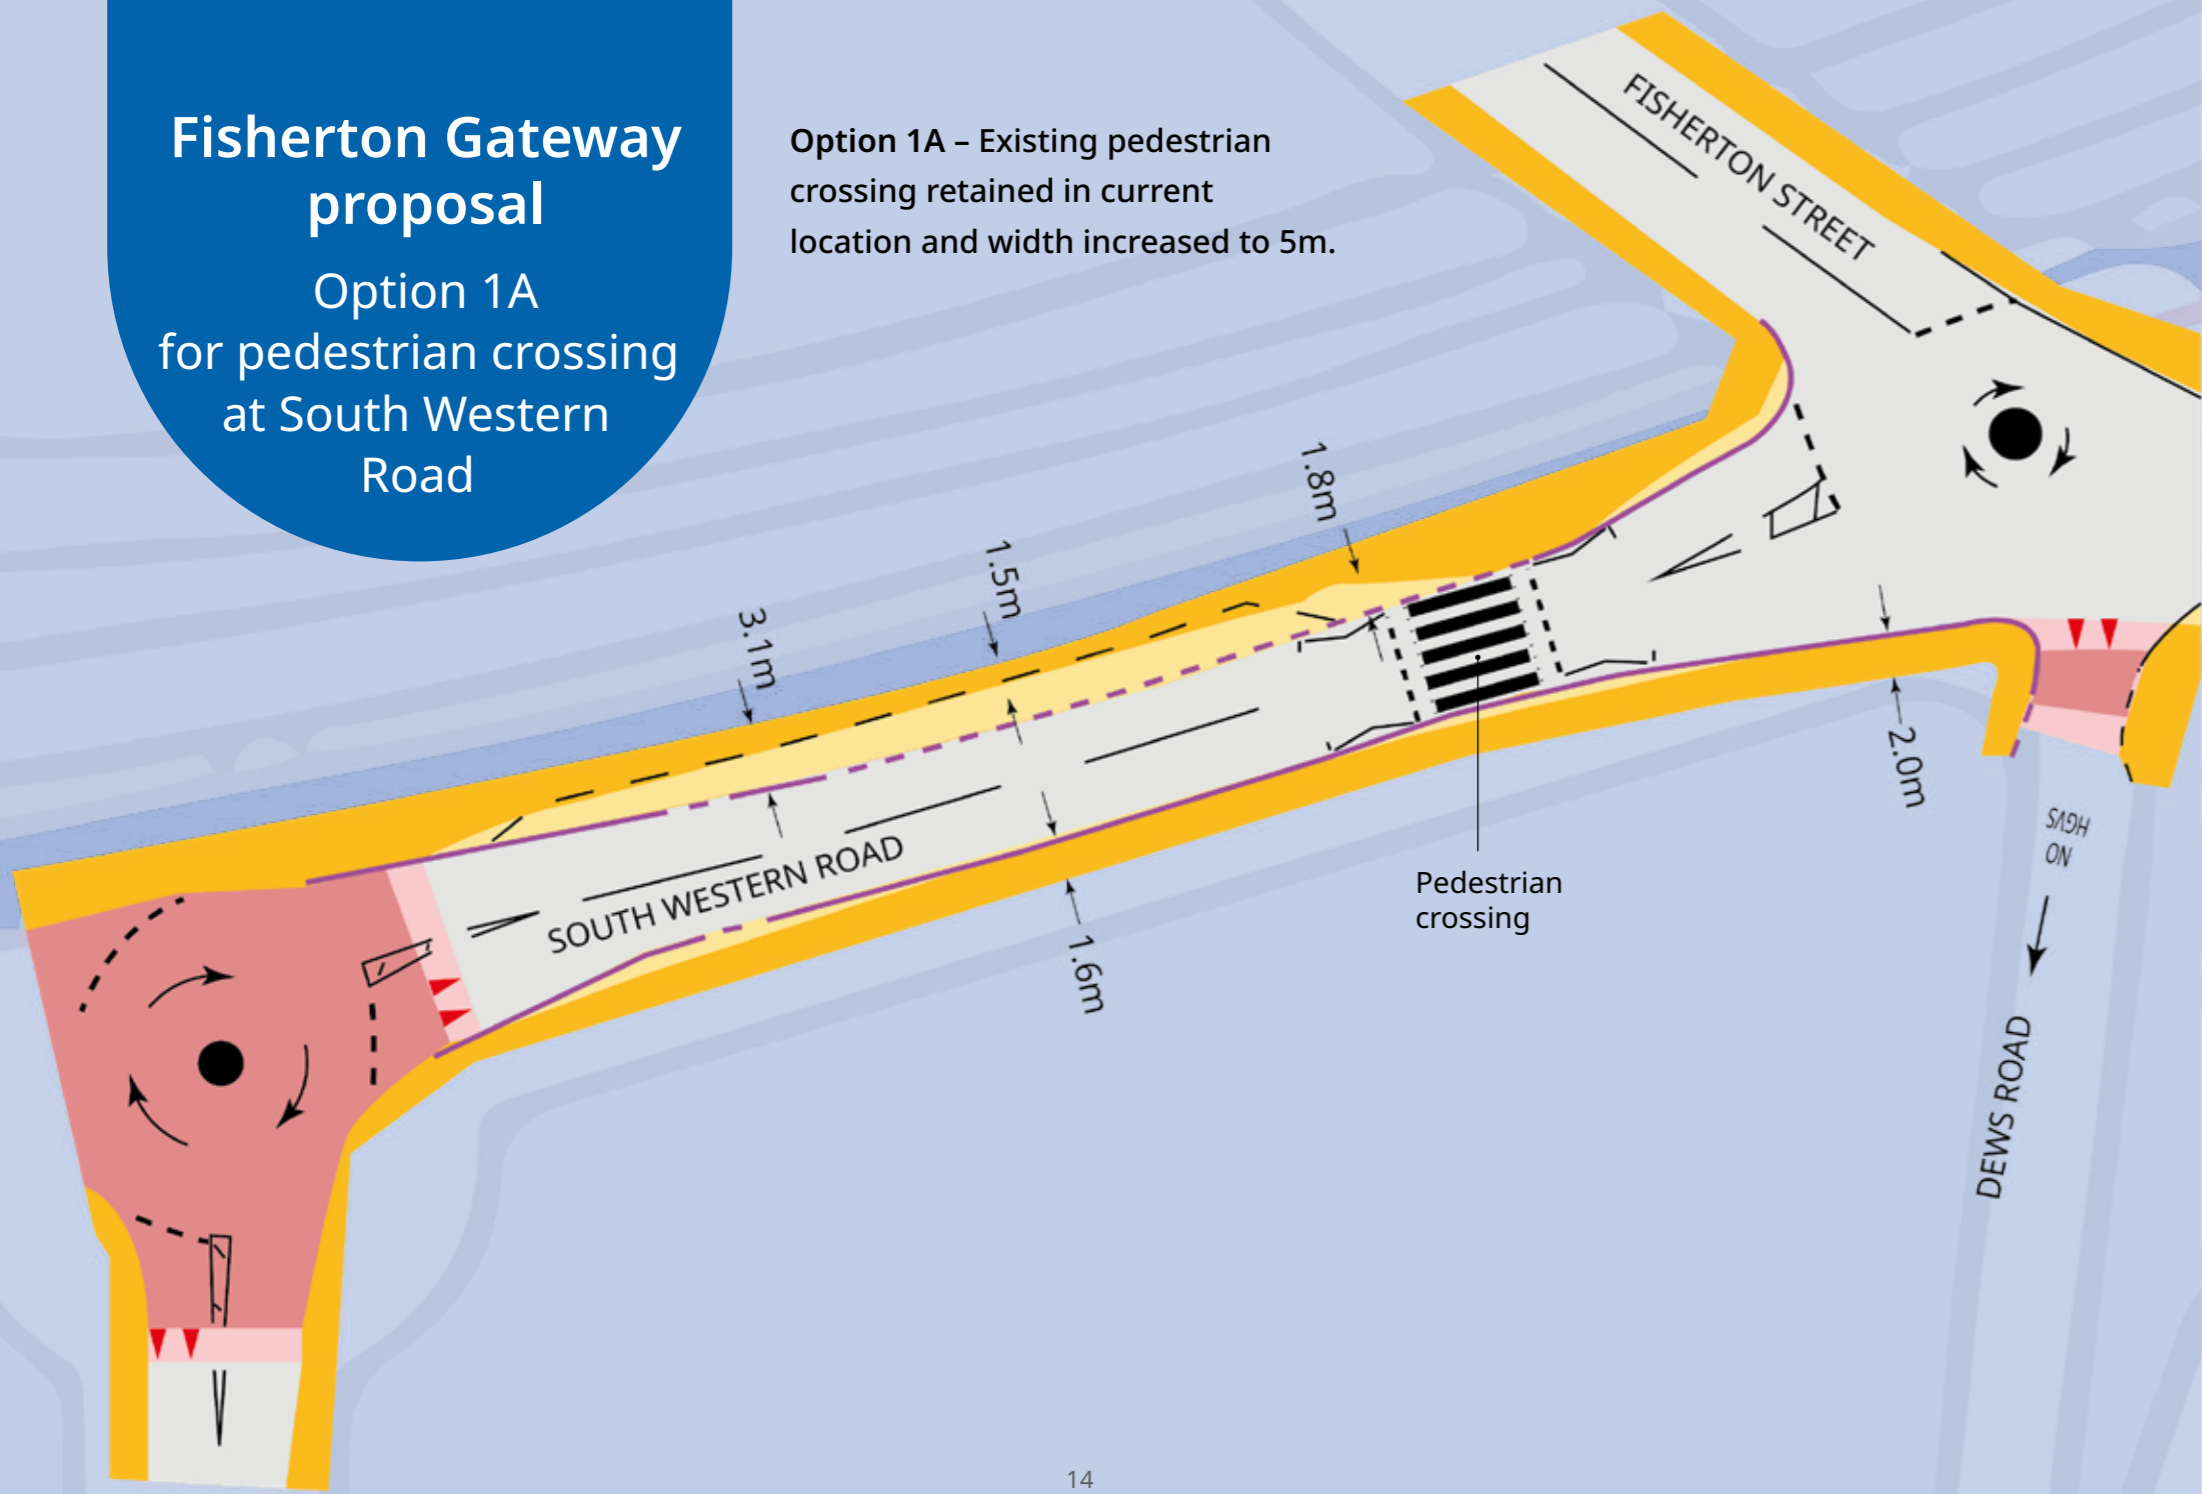 Fisherton Gateway
proposal
Option 1A
for pedestrian crossing
at South Western
Road
Option 1A – Existing pedestrian
crossing retained in current
location and width increased to 5m.
FISHERTON STREET
1.8m
1.5m
3.1m
2.0m
SOUTH WESTERN ROAD
1.6m
Pedestrian
crossing
NO
HGVS
DEWS ROAD
14